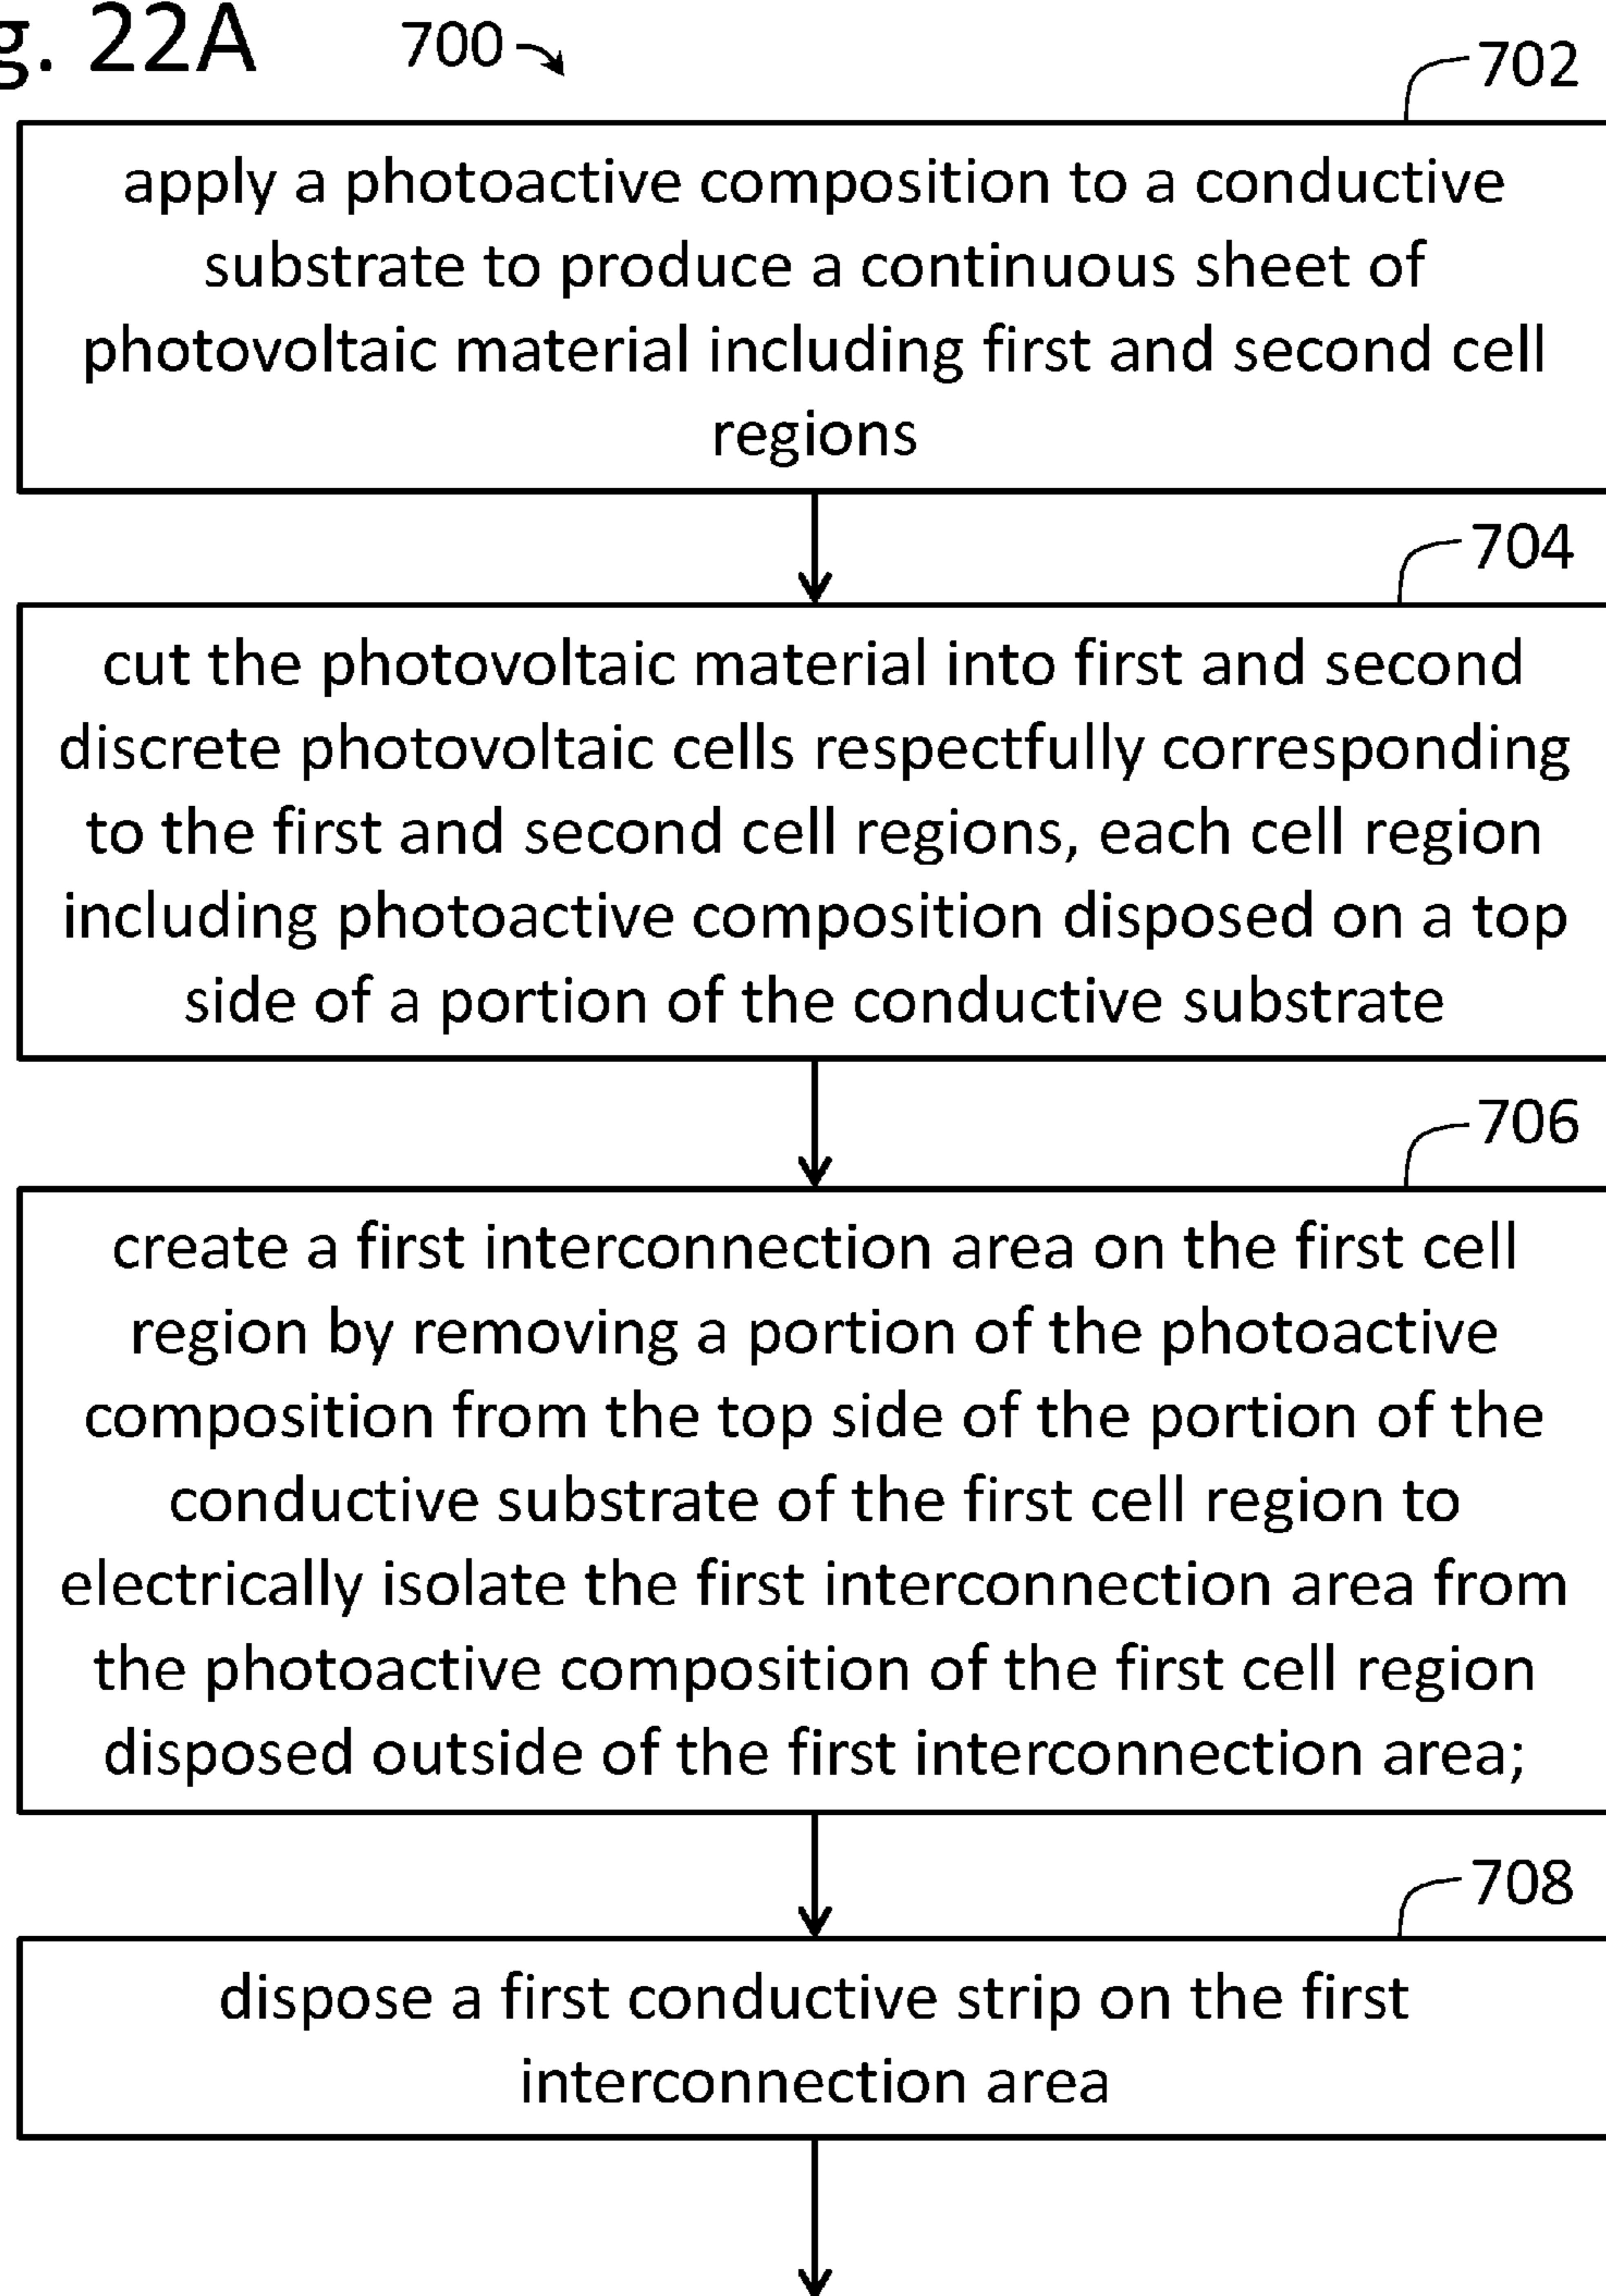 g. 22A
700
702
apply a photoactive composition to a conductive
substrate to produce a continuous sheet of
photovoltaic material including first and second cell
regions
704
cut the photovoltaic material into first and second
discrete photovoltaic cells respectfully corresponding
to the first and second cell regions, each cell region
including photoactive composition disposed on a top
side of a portion of the conductive substrate
706
create a first interconnection area on the first cell
region by removing a portion of the photoactive
composition from the top side of the portion of the
conductive substrate of the first cell region to
electrically isolate the first interconnection area from
the photoactive composition of the first cell region
disposed outside of the first interconnection area;
708
dispose a first conductive strip on the first
interconnection area